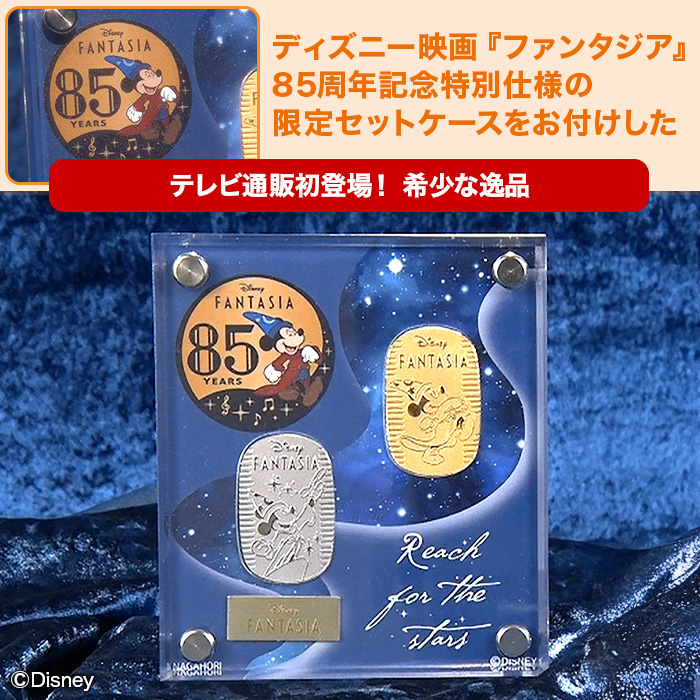 Disney
FANTASIA
85
YEARS
F
ディズニー映画『ファンタジア』
85周年記念特別仕様の
限定セットケースをお付けした
テレビ通販初登場！ 希少な逸品
Disney
FANTASIA
85
YEARS
Disney
FANTASIA
Disney
FANTASIA
Reach
for the
stars
Disney
FANTASIA
NAGAHORI
©Disney
©Disney